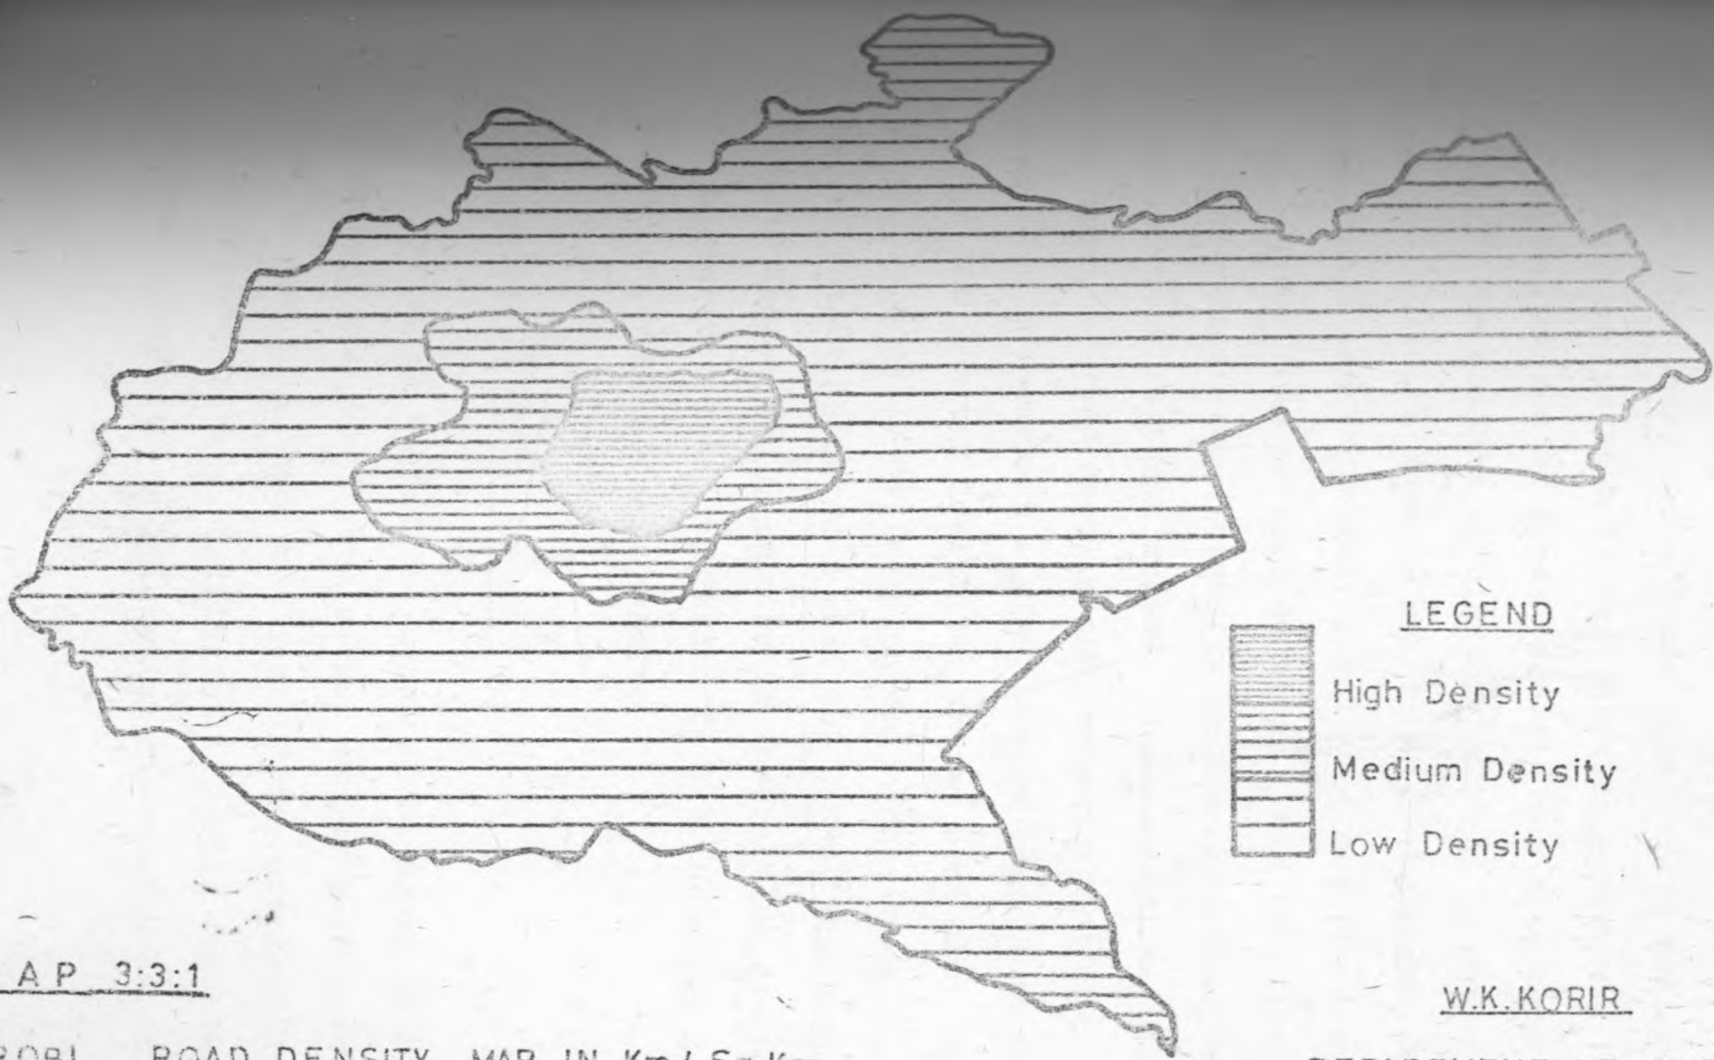 LEGEND
High Density
Medium Density
Low Density
AP 3:3:1
W.K.KORIR
ROAD DENSITY MAP IN Km/Sq Km